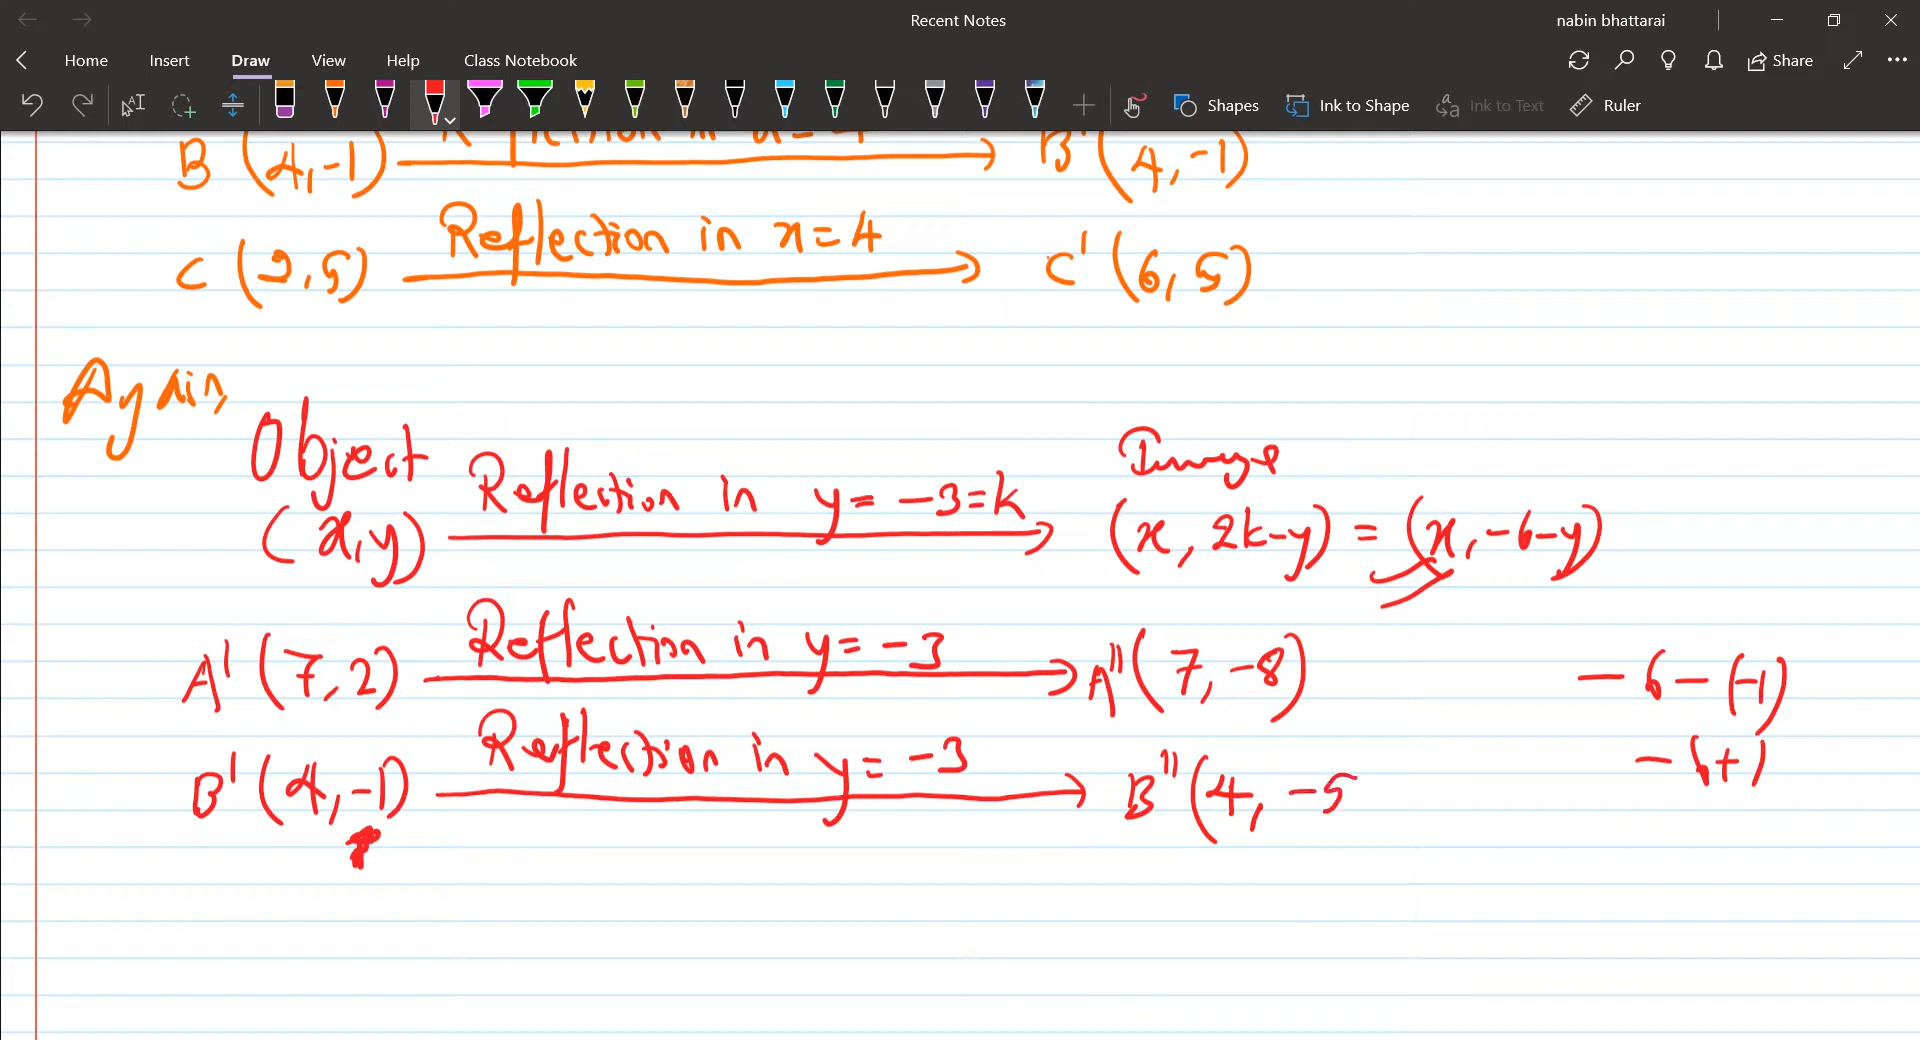 Recent Notes
nabin bhattarai
Home Insert Draw View Help Class Notebook
Share
Shapes Ink to Shape Ink to Text Ruler
B (4,-1) B' (4,-1)
Reflection in x=4
C (2,5) C' (6,5)
Again,
Object Image
Reflection in y= -3=k
(x,y) (x, 2k-y) = (x,-6-y)
Reflection in y= -3
A' (7,2) A'' (7,-8) -6-(-1)
Reflection in y= -3
-6+1
B' (4,-1) B'' (4, -5